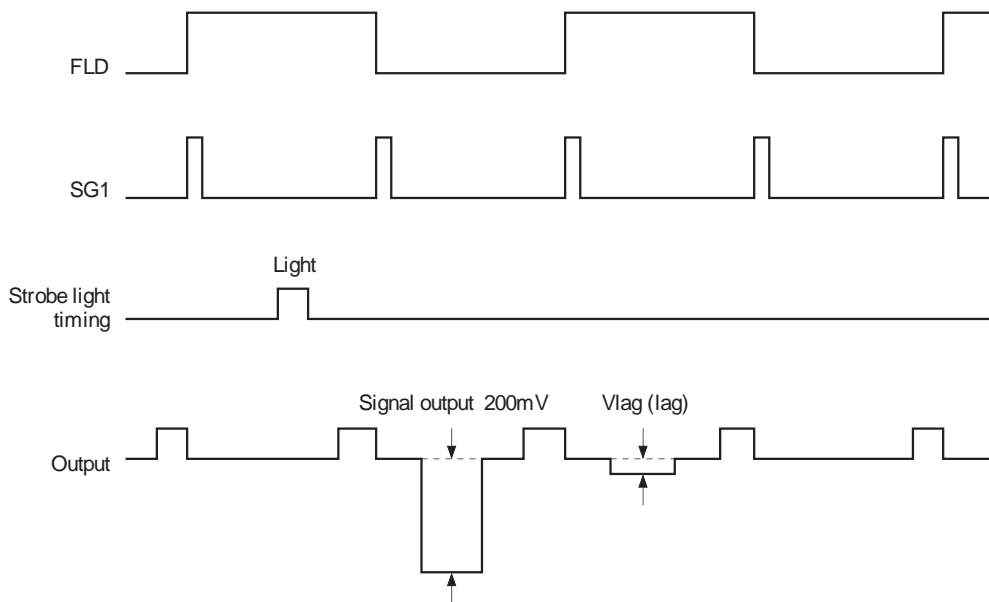 FLD
SG1
Light
Strobe light
timing
Signal output 200mV
Vlag (lag)
Output